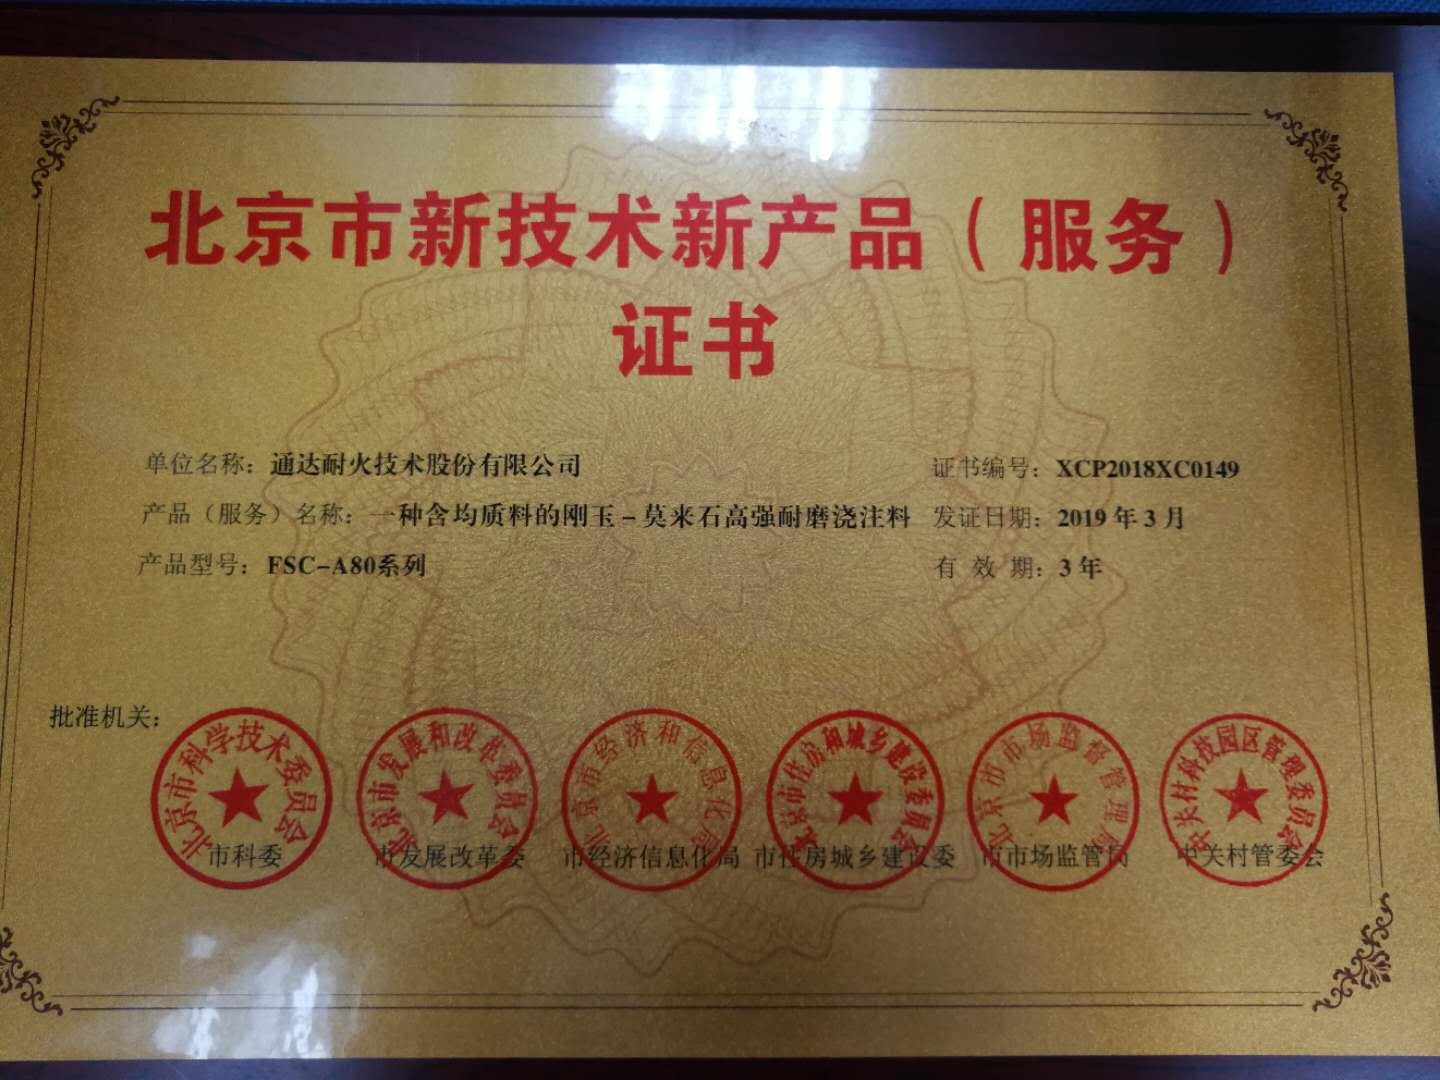 北京市新技术新产品（服务）
证书
单位名称：通达耐火技术股份有限公司
证书编号：XCP2018XC0149
产品（服务）名称：一种含均质料的刚玉-莫来石高强耐磨浇注料
发证日期：2019年3月
产品型号：FSC-A80系列
有 效 期：3年
批准机关：
北京市科学技术委员会
市科委
北京市发展和改革委员会
市发展改革委
北京市经济和信息化局
市经济信息化局
北京市住房和城乡建设委员会
市住房城乡建设委
北京市市场监督管理局
市市场监管局
中关村科技园区管理委员会
中关村管委会